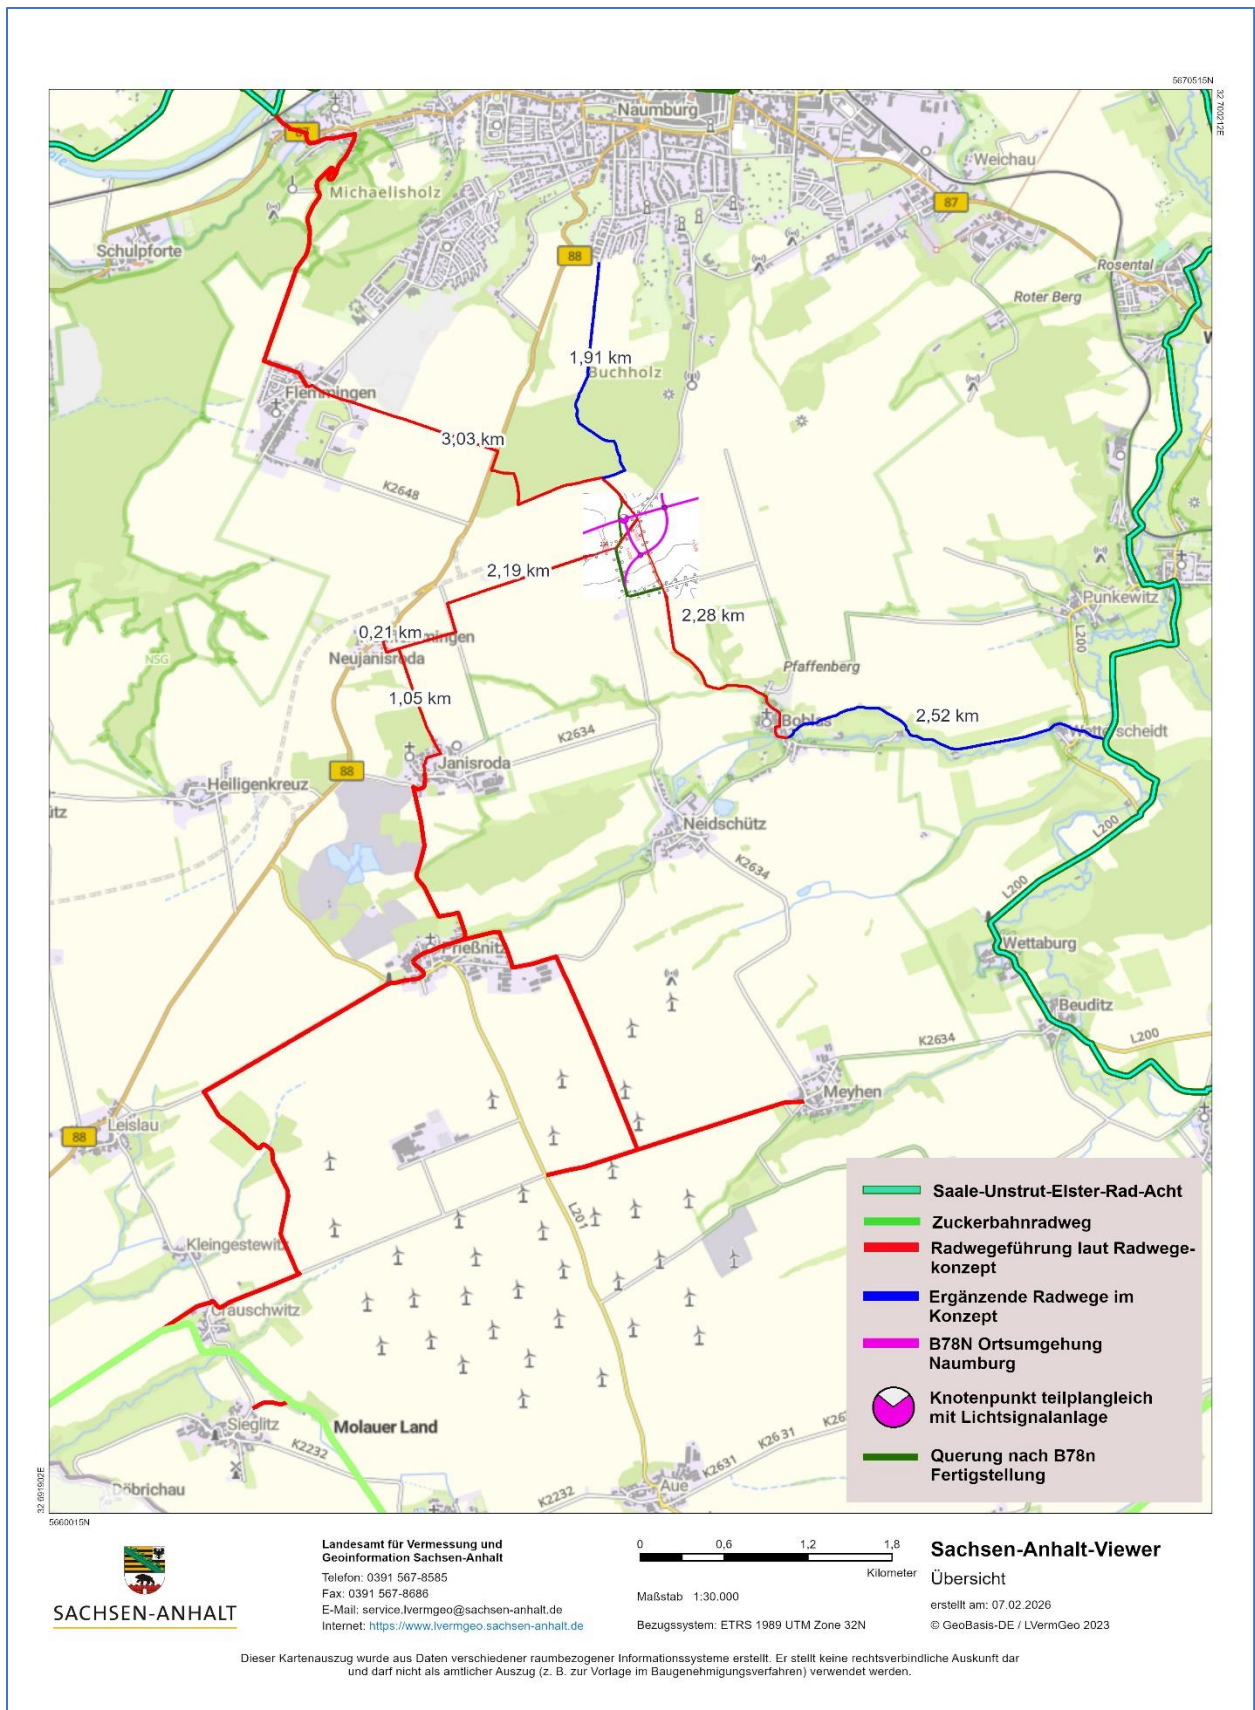 5670515N
32 700212E
Naumburg
Weichau
87
Michaelisholz
87
Schulpforte
88
Rosental
Roter Berg
1,91 km
Buchholz
Flemmingen
3,03 km
K2648
2,19 km
Punkewitz
2,28 km
L200
0,21 km
Neujanisroda
NSG
Pfaffenberg
1,05 km
2,52 km
Boblas
Wetterscheidt
K2634
Janisroda
88
Heiligenkreuz
Neidschütz
L200
K2634
L200
Wettaburg
Prießnitz
Beuditz
L200
K2634
Meyhen
Leislau
88
L201
Kleingestewitz
Crauschwitz
Sieglitz
Molauer Land
K2232
Döbrichau
K2631
K2631
Aue
K2232
Saale-Unstrut-Elster-Rad-Acht
Zuckerbahnradweg
Radwegeführung laut Radwege-
konzept
Ergänzende Radwege im
Konzept
B78N Ortsumgehung
Naumburg
Knotenpunkt teilplangleich
mit Lichtsignalanlage
Querung nach B78n
Fertigstellung
32 691902E
5660015N
SACHSEN-ANHALT
Landesamt für Vermessung und
Geoinformation Sachsen-Anhalt
Telefon: 0391 567-8585
Fax: 0391 567-8686
E-Mail: service.lvermgeo@sachsen-anhalt.de
Internet: https://www.lvermgeo.sachsen-anhalt.de
0 0,6 1,2 1,8
Kilometer
Maßstab 1:30.000
Bezugssystem: ETRS 1989 UTM Zone 32N
Sachsen-Anhalt-Viewer
Übersicht
erstellt am: 07.02.2026
© GeoBasis-DE / LVermGeo 2023
Dieser Kartenauszug wurde aus Daten verschiedener raumbezogener Informationssysteme erstellt. Er stellt keine rechtsverbindliche Auskunft dar
und darf nicht als amtlicher Auszug (z. B. zur Vorlage im Baugenehmigungsverfahren) verwendet werden.